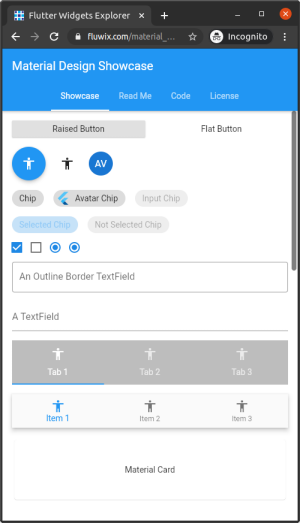 Flutter Widgets Explorer
fluwix.com/material_...
Incognito
Material Design Showcase
Showcase Read Me Code License
Raised Button Flat Button
AV
Chip Avatar Chip Input Chip
Selected Chip Not Selected Chip
An Outline Border TextField
A TextField
Tab 1 Tab 2 Tab 3
Item 1 Item 2 Item 3
Material Card